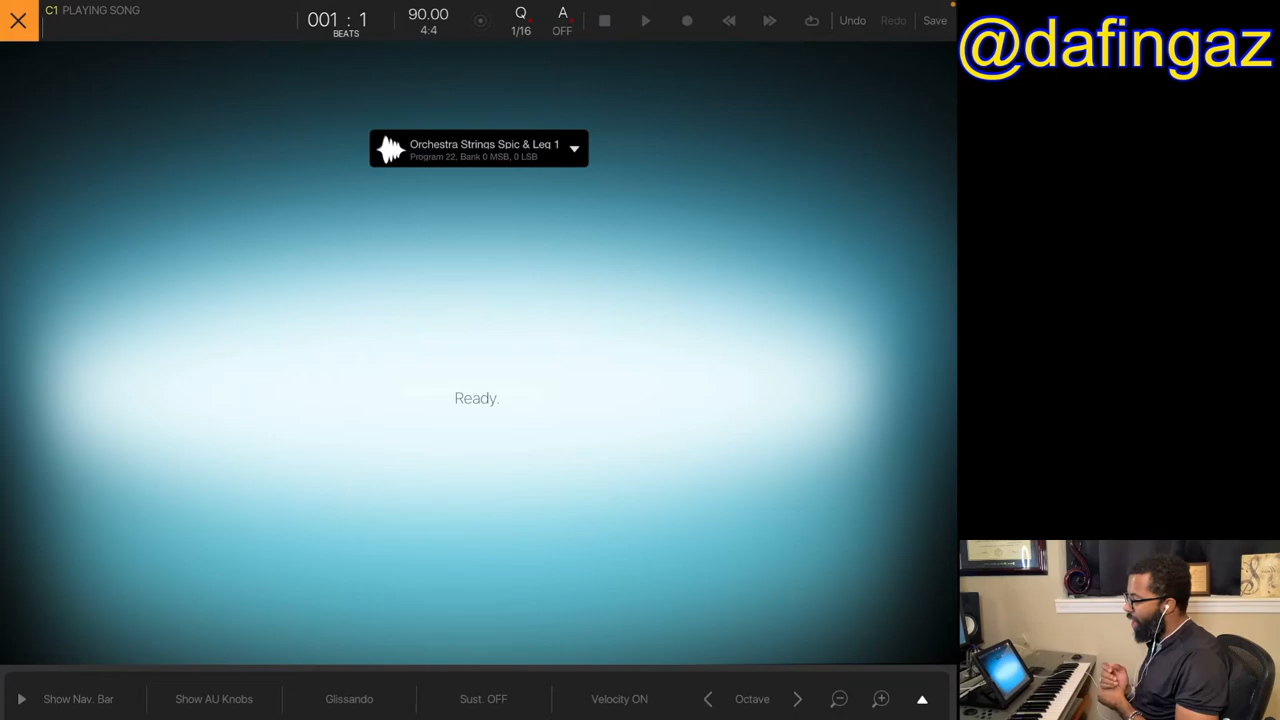 C1 PLAYING SONG
001 : 1
BEATS
90.00
4:4
Q
1/16
A
OFF
Undo
Redo
Save
@dafingaz
Orchestra Strings Spic & Leg 1
Program 22, Bank 0 MSB, 0 LSB
Ready.
Show Nav. Bar
Show AU Knobs
Glissando
Sust. OFF
Velocity ON
Octave